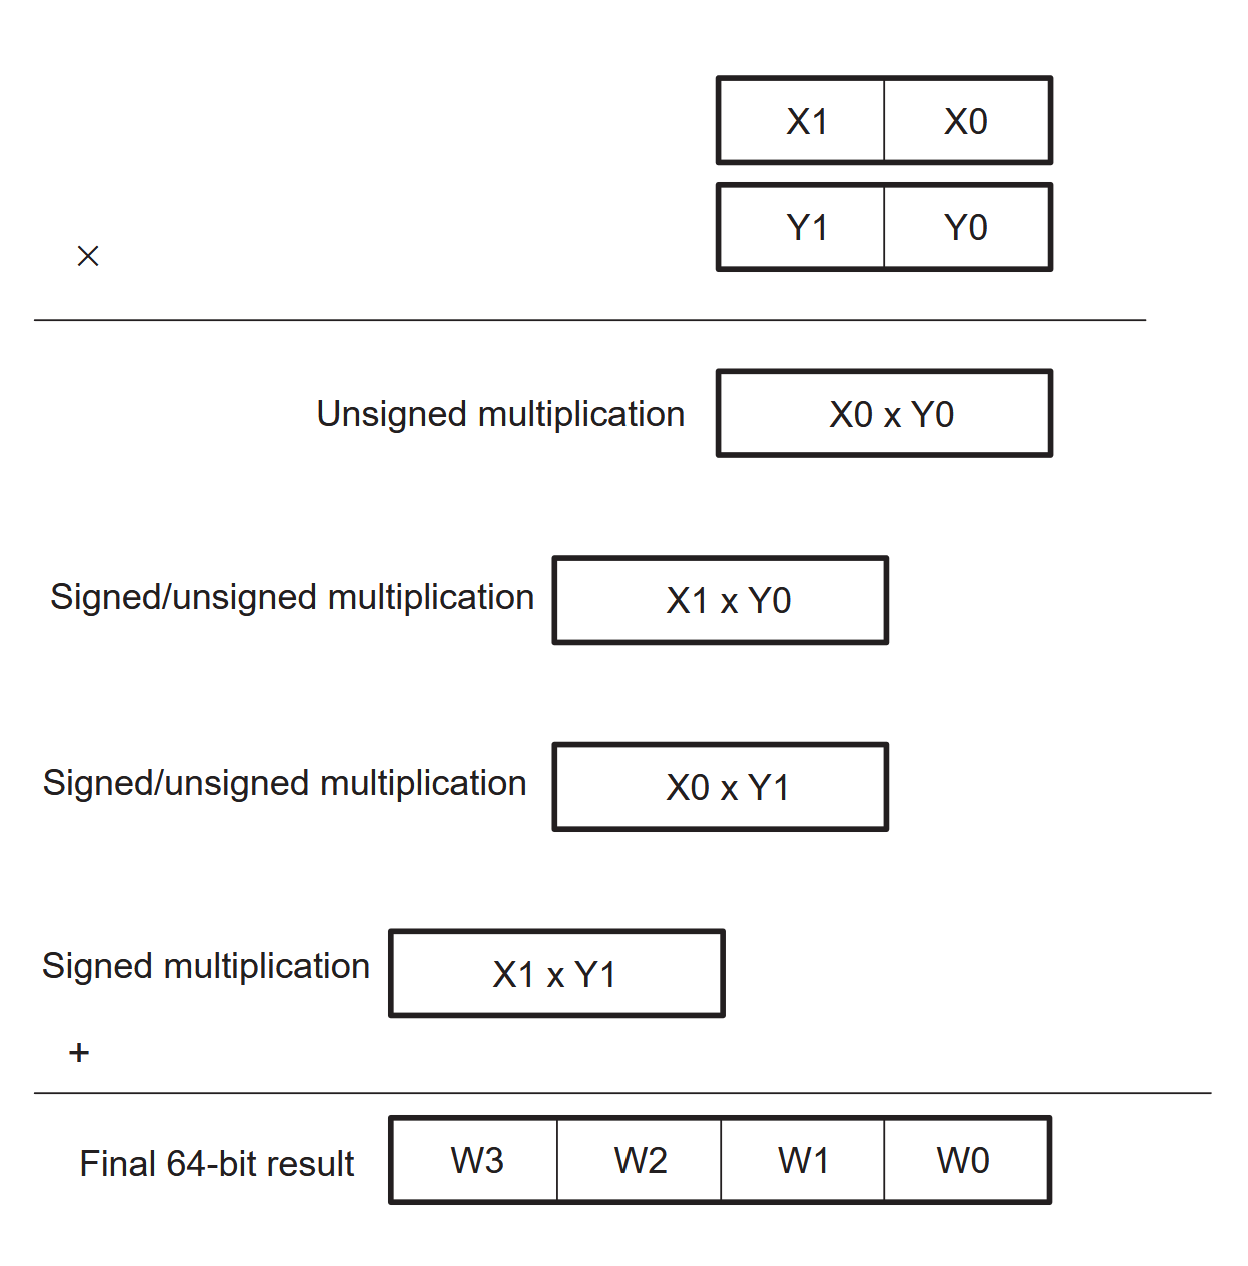 X1 X0
Y1 Y0
×
Unsigned multiplication X0 x Y0
Signed/unsigned multiplication X1 x Y0
Signed/unsigned multiplication X0 x Y1
Signed multiplication X1 x Y1
+
Final 64-bit result W3 W2 W1 W0